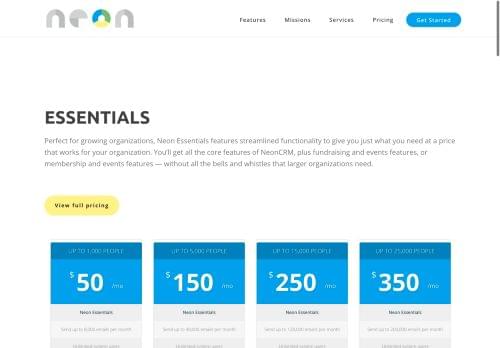 neon
Features Missions Services Pricing Get Started
ESSENTIALS
Perfect for growing organizations, Neon Essentials features streamlined functionality to give you just what you need at a price
that works for your organization. You'll get all the core features of NeonCRM, plus fundraising and events features, or
membership and events features — without all the bells and whistles that larger organizations need.
View full pricing
UP TO 1,000 PEOPLE UP TO 5,000 PEOPLE UP TO 15,000 PEOPLE UP TO 25,000 PEOPLE
$50 /mo $150 /mo $250 /mo $350 /mo
Neon Essentials Neon Essentials Neon Essentials Neon Essentials
Send up to 8,000 emails per month Send up to 40,000 emails per month Send up to 120,000 emails per month Send up to 200,000 emails per month
Unlimited system users Unlimited system users Unlimited system users Unlimited system users